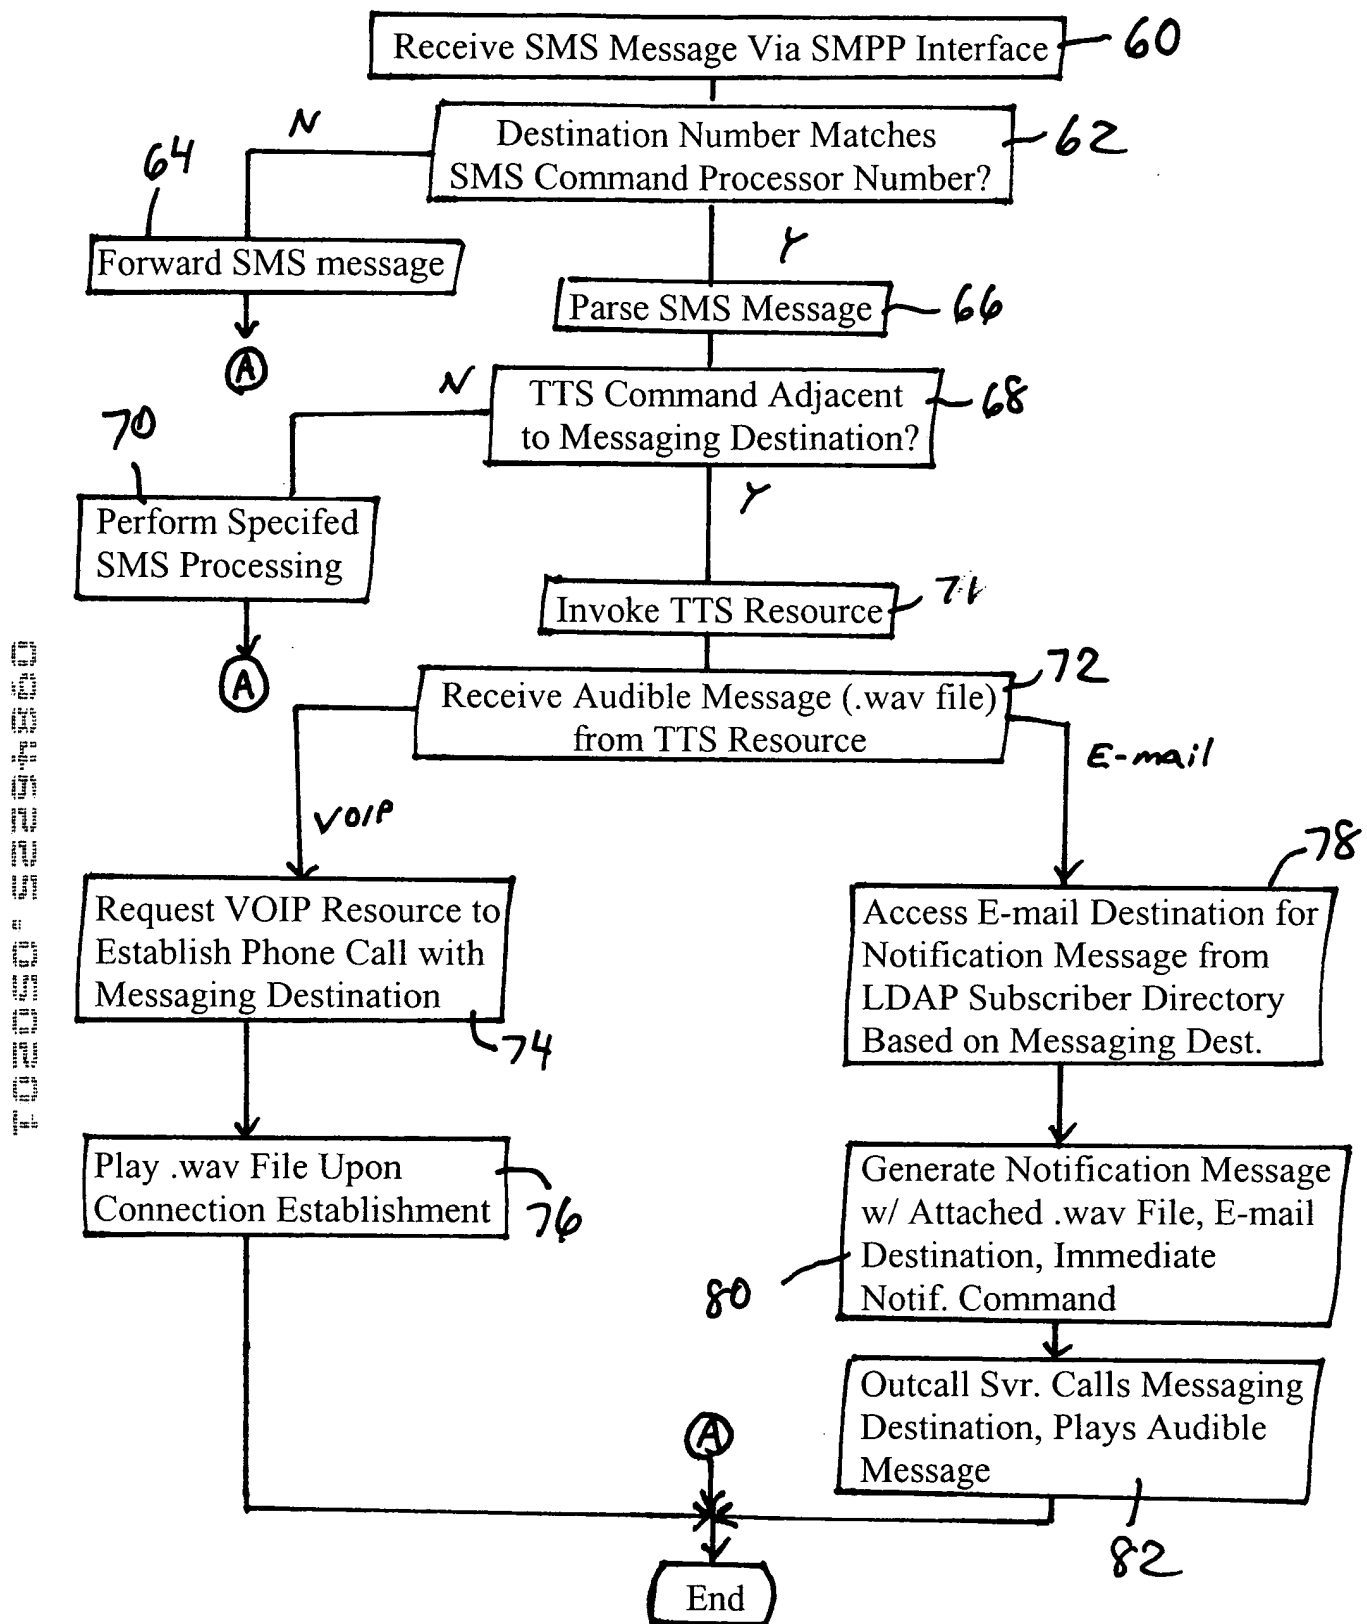 Receive SMS Message Via SMPP Interface
60
N
Destination Number Matches
SMS Command Processor Number?
62
64
Forward SMS message
Y
A
Parse SMS Message
66
N
TTS Command Adjacent
to Messaging Destination?
68
70
Y
Perform Specifed
SMS Processing
Invoke TTS Resource
71
A
Receive Audible Message (.wav file)
from TTS Resource
72
E-mail
VOIP
78
Request VOIP Resource to
Establish Phone Call with
Messaging Destination
74
Access E-mail Destination for
Notification Message from
LDAP Subscriber Directory
Based on Messaging Dest.
Play .wav File Upon
Connection Establishment
76
Generate Notification Message
w/ Attached .wav File, E-mail
Destination, Immediate
Notif. Command
80
Outcall Svr. Calls Messaging
Destination, Plays Audible
Message
82
A
End
09846225.050201